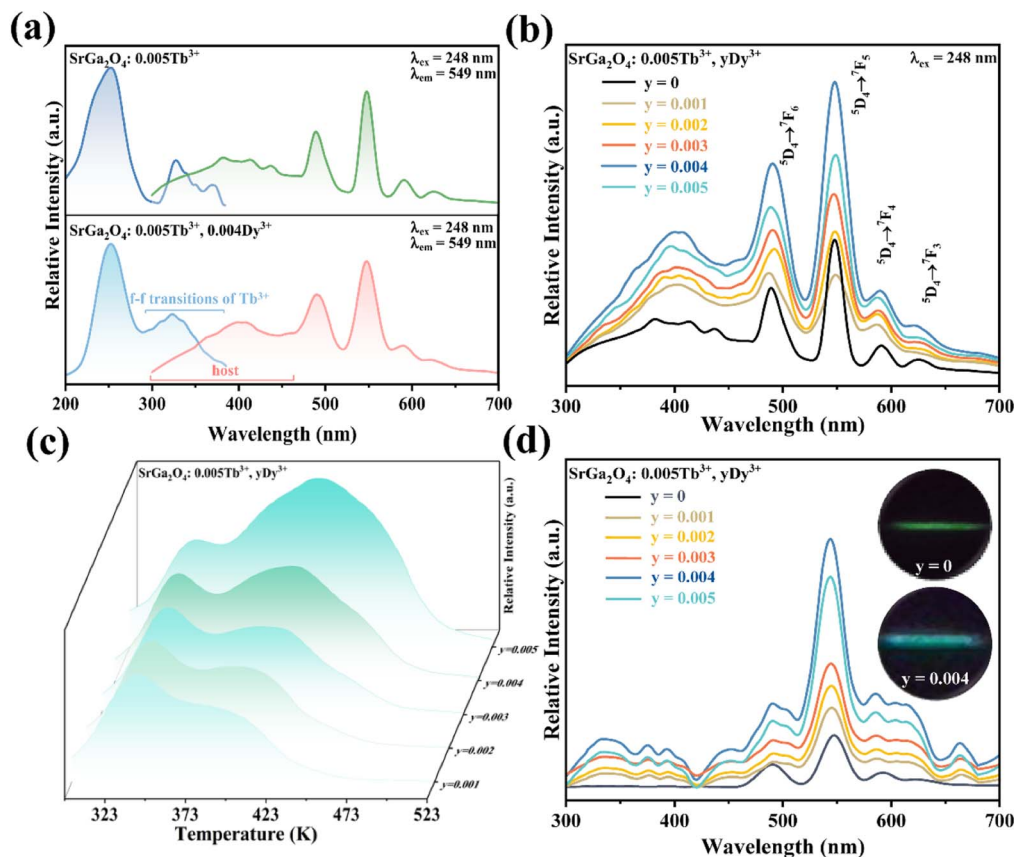 (a)
SrGa₂O₄: 0.005Tb³⁺
λex = 248 nm
λem = 549 nm
SrGa₂O₄: 0.005Tb³⁺, 0.004Dy³⁺
λex = 248 nm
λem = 549 nm
f-f transitions of Tb³⁺
host
Relative Intensity (a.u.)
200 300 400 500 600 700
Wavelength (nm)
(b)
SrGa₂O₄: 0.005Tb³⁺, yDy³⁺
λex = 248 nm
y = 0
y = 0.001
y = 0.002
y = 0.003
y = 0.004
y = 0.005
⁵D₄→⁷F₆
⁵D₄→⁷F₅
⁵D₄→⁷F₄
⁵D₄→⁷F₃
Relative Intensity (a.u.)
300 400 500 600 700
Wavelength (nm)
(c)
SrGa₂O₄: 0.005Tb³⁺, yDy³⁺
Relative Intensity (a.u.)
y=0.005
y=0.004
y=0.003
y=0.002
y=0.001
323 373 423 473 523
Temperature (K)
(d)
SrGa₂O₄: 0.005Tb³⁺, yDy³⁺
y = 0
y = 0.001
y = 0.002
y = 0.003
y = 0.004
y = 0.005
y = 0
y = 0.004
Relative Intensity (a.u.)
300 400 500 600 700
Wavelength (nm)